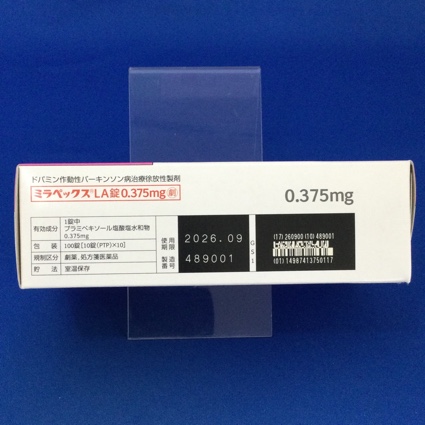 ドパミン作動性パーキンソン病治療徐放性製剤
ミラペックス®LA錠0.375mg 劇
0.375mg
有効成分 1錠中
プラミペキソール塩酸塩水和物
0.375mg
包 装 100錠[10錠(PTP)×10]
規制区分 劇薬、処方箋医薬品
貯 法 室温保存
使用期限 2026.09
製造番号 489001
GS1
(17) 260900 (10) 489001
(01) 14987413750117